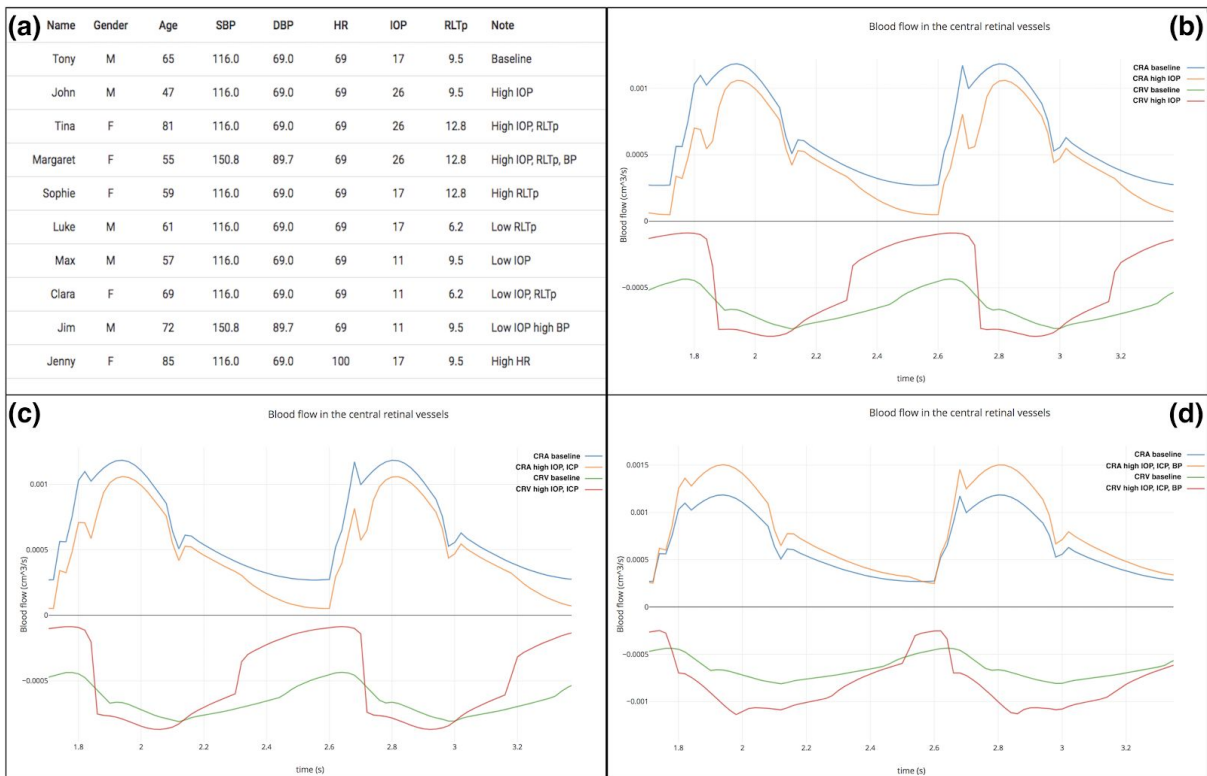 (a)
Name Gender Age SBP DBP HR IOP RLTp Note
Tony M 65 116.0 69.0 69 17 9.5 Baseline
John M 47 116.0 69.0 69 26 9.5 High IOP
Tina F 81 116.0 69.0 69 26 12.8 High IOP, RLTp
Margaret F 55 150.8 89.7 69 26 12.8 High IOP, RLTp, BP
Sophie F 59 116.0 69.0 69 17 12.8 High RLTp
Luke M 61 116.0 69.0 69 17 6.2 Low RLTp
Max M 57 116.0 69.0 69 11 9.5 Low IOP
Clara F 69 116.0 69.0 69 11 6.2 Low IOP, RLTp
Jim M 72 150.8 89.7 69 11 9.5 Low IOP high BP
Jenny F 85 116.0 69.0 100 17 9.5 High HR
(b)
Blood flow in the central retinal vessels
CRA baseline
CRA high IOP
CRV baseline
CRV high IOP
Blood flow (cm^3/s)
0.001
0.0005
0
−0.0005
1.8 2 2.2 2.4 2.6 2.8 3 3.2
time (s)
(c)
Blood flow in the central retinal vessels
CRA baseline
CRA high IOP, ICP
CRV baseline
CRV high IOP, ICP
Blood flow (cm^3/s)
0.001
0.0005
0
−0.0005
1.8 2 2.2 2.4 2.6 2.8 3 3.2
time (s)
(d)
Blood flow in the central retinal vessels
CRA baseline
CRA high IOP, ICP, BP
CRV baseline
CRV high IOP, ICP, BP
Blood flow (cm^3/s)
0.0015
0.001
0.0005
0
−0.0005
−0.001
1.8 2 2.2 2.4 2.6 2.8 3 3.2
time (s)